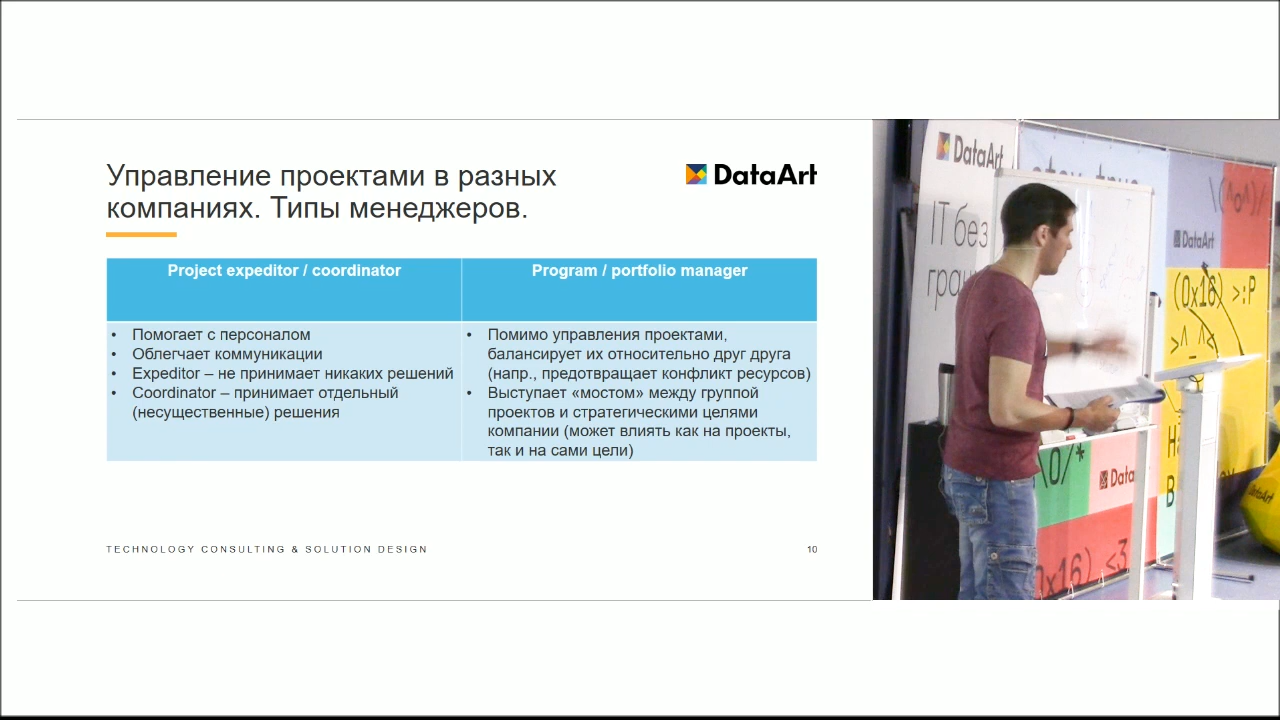 Управление проектами в разных
компаниях. Типы менеджеров.
DataArt
Project expeditor / coordinator
Program / portfolio manager
• Помогает с персоналом
• Облегчает коммуникации
• Expeditor – не принимает никаких решений
• Coordinator – принимает отдельный
(несущественные) решения
• Помимо управления проектами,
балансирует их относительно друг друга
(напр., предотвращает конфликт ресурсов)
• Выступает «мостом» между группой
проектов и стратегическими целями
компании (может влиять как на проекты,
так и на сами цели)
TECHNOLOGY CONSULTING & SOLUTION DESIGN
10
DataArt
IT без
\(^o^)/
DataArt
(0x16) >:P
>^_^<
\0/*
Data
0x16) <3
DataArt